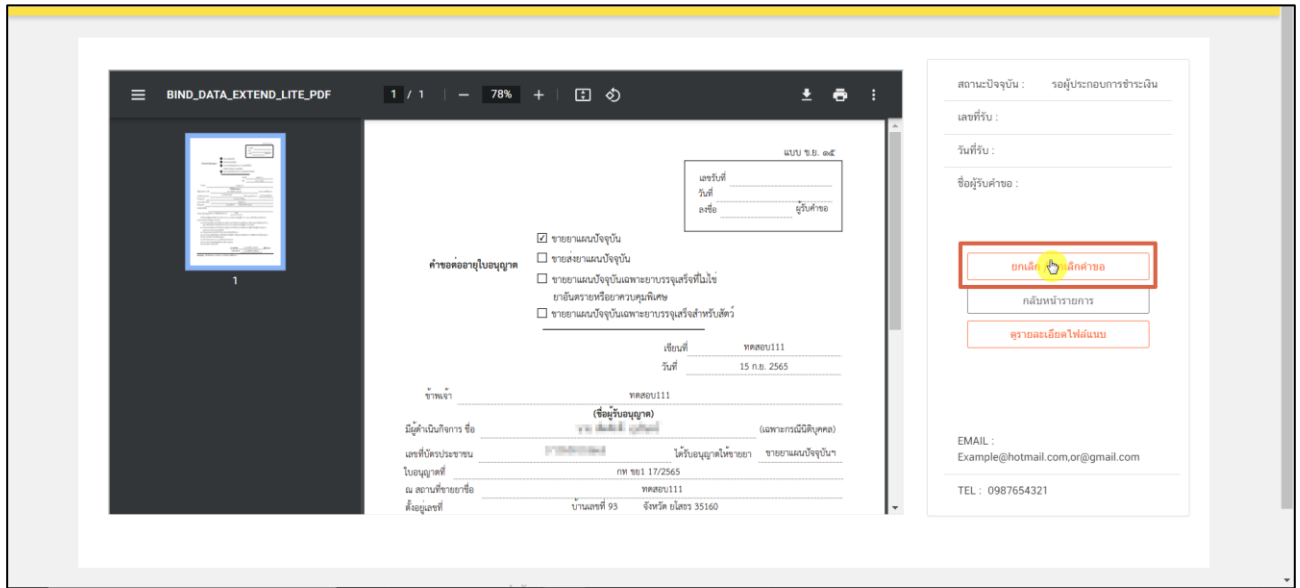 BIND_DATA_EXTEND_LITE_PDF 1 / 1 78%
1
แบบ ข.ย. ๑๕
เลขรับที่
วันที่
ลงชื่อ ผู้รับคำขอ
คำขอต่ออายุใบอนุญาต
ขายยาแผนปัจจุบัน
ขายส่งยาแผนปัจจุบัน
ขายยาแผนปัจจุบันเฉพาะยาบรรจุเสร็จที่ไม่ใช่
ยาอันตรายหรือยาควบคุมพิเศษ
ขายยาแผนปัจจุบันเฉพาะยาบรรจุเสร็จสำหรับสัตว์
เขียนที่ ทดสอบ111
วันที่ 15 ก.ย. 2565
ข้าพเจ้า ทดสอบ111
(ชื่อผู้รับอนุญาต)
มีผู้ดำเนินกิจการ ชื่อ (เฉพาะกรณีนิติบุคคล)
เลขที่บัตรประชาชน ได้รับอนุญาตให้ขายยา ขายยาแผนปัจจุบันฯ
ใบอนุญาตที่ กท ขย1 17/2565
ณ สถานที่ขายยาชื่อ ทดสอบ111
ตั้งอยู่เลขที่ บ้านเลขที่ 93 จังหวัด ยโสธร 35160
สถานะปัจจุบัน : รอผู้ประกอบการชำระเงิน
เลขที่รับ :
วันที่รับ :
ชื่อผู้รับคำขอ :
ยกเลิก เลิกคำขอ
กลับหน้ารายการ
ดูรายละเอียดไฟล์แนบ
EMAIL :
Example@hotmail.com,or@gmail.com
TEL : 0987654321